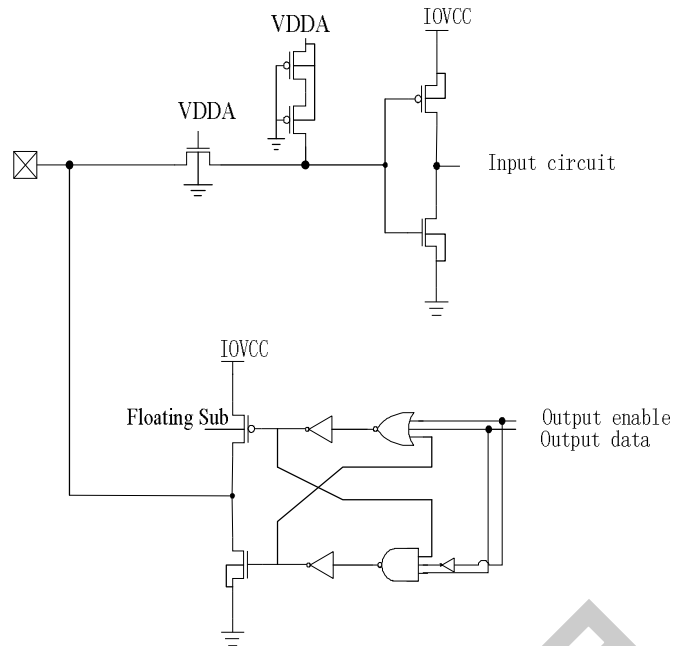 VDDA
IOVCC
VDDA
Input circuit
IOVCC
Floating Sub
Output enable
Output data